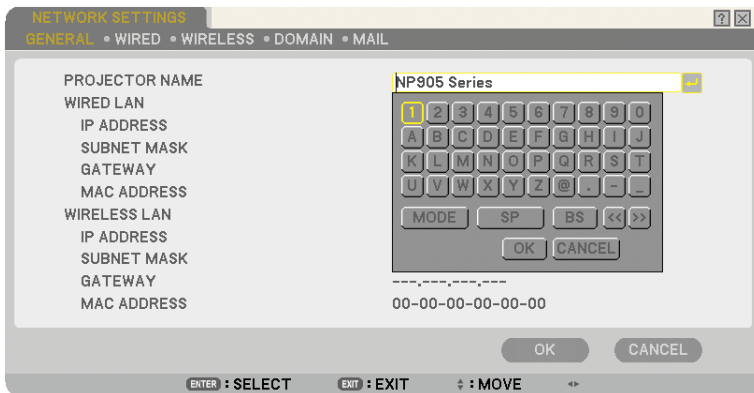 NETWORK SETTINGS ? ×
GENERAL • WIRED • WIRELESS • DOMAIN • MAIL
PROJECTOR NAME NP905 Series
WIRED LAN
IP ADDRESS
SUBNET MASK
GATEWAY
MAC ADDRESS
WIRELESS LAN
IP ADDRESS
SUBNET MASK
GATEWAY ---.---.---.---
MAC ADDRESS 00-00-00-00-00-00
1 2 3 4 5 6 7 8 9 0
A B C D E F G H I J
K L M N O P Q R S T
U V W X Y Z @ . - _
MODE SP BS << >>
OK CANCEL
OK CANCEL
ENTER : SELECT EXIT : EXIT : MOVE